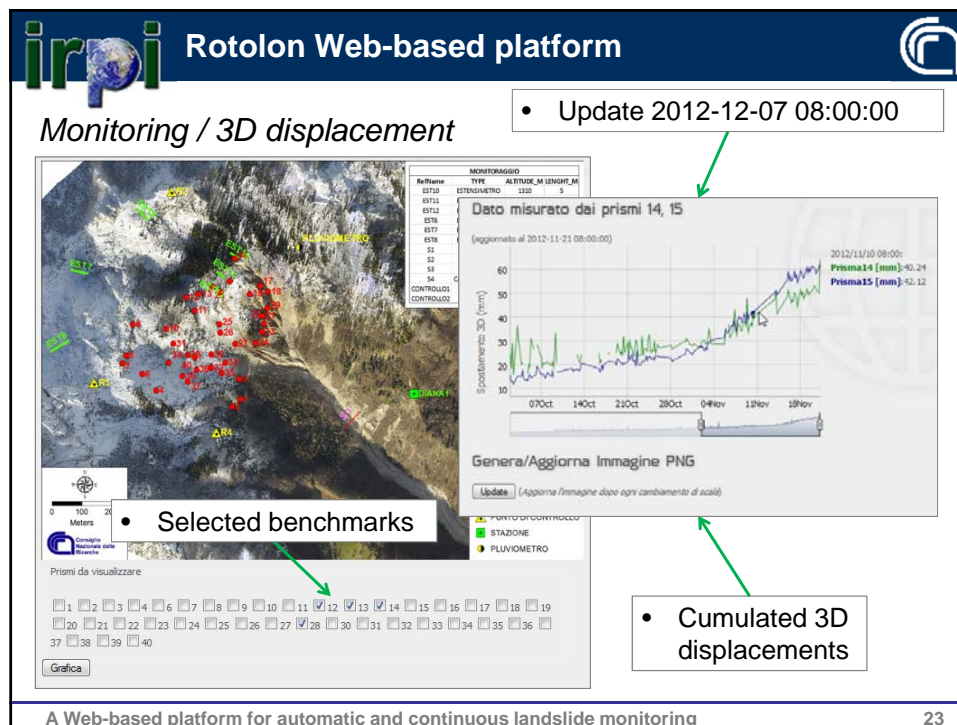 irpi
Rotolon Web-based platform
Monitoring / 3D displacement
• Update 2012-12-07 08:00:00
MONITORAGGIO
RefName TYPE ALTITUDE_M LENGHT_M
EST10 ESTENSIMETRO 1310 5
EST11
EST12
EST6
EST7
EST8
S1
S2
S3
S4
CONTROLLO1
CONTROLLO2
PLUVIOMETRO
EST7
R4
DIANA1
0 100
Meters
Consiglio
Nazionale delle
Ricerche
PUNTO DI CONTROLLO
STAZIONE
PLUVIOMETRO
Dato misurato dai prismi 14, 15
(aggiornato al 2012-11-21 08:00:00)
2012/11/10 08:00:
Prisma14 [mm]:40.24
Prisma15 [mm]:42.12
Spostamento 3D (mm)
60
50
40
30
20
10
07Oct 14Oct 21Oct 28Oct 04Nov 11Nov 18Nov
Genera/Aggiorna Immagine PNG
Update (Aggiorna l'immagine dopo ogni cambiamento di scala)
• Selected benchmarks
Prismi da visualizzare
1 2 3 4 6 7 8 9 10 11 12 13 14 15 16 17 18 19
20 21 22 23 24 25 26 27 28 30 31 32 33 34 35 36
37 38 39 40
Grafica
• Cumulated 3D
displacements
A Web-based platform for automatic and continuous landslide monitoring 23